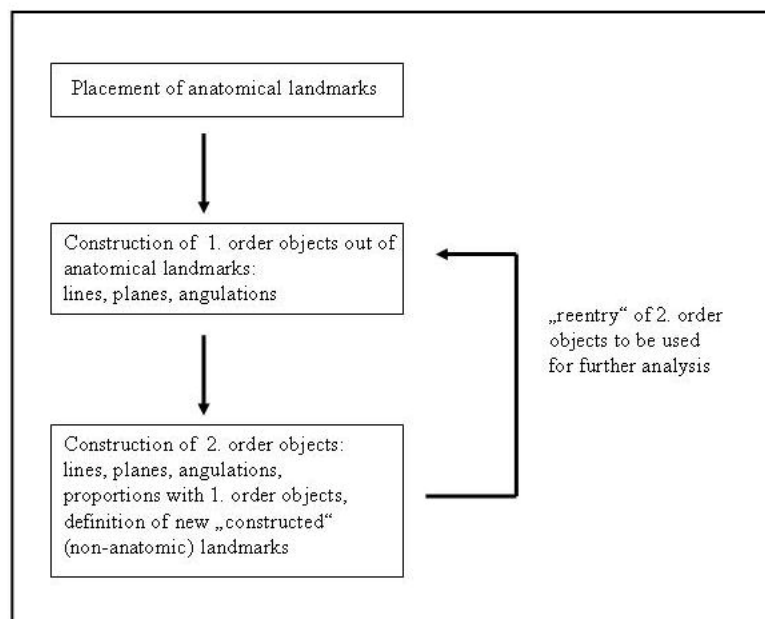 Placement of anatomical landmarks
Construction of 1. order objects out of
anatomical landmarks:
lines, planes, angulations
„reentry“ of 2. order
objects to be used
for further analysis
Construction of 2. order objects:
lines, planes, angulations,
proportions with 1. order objects,
definition of new „constructed“
(non-anatomic) landmarks